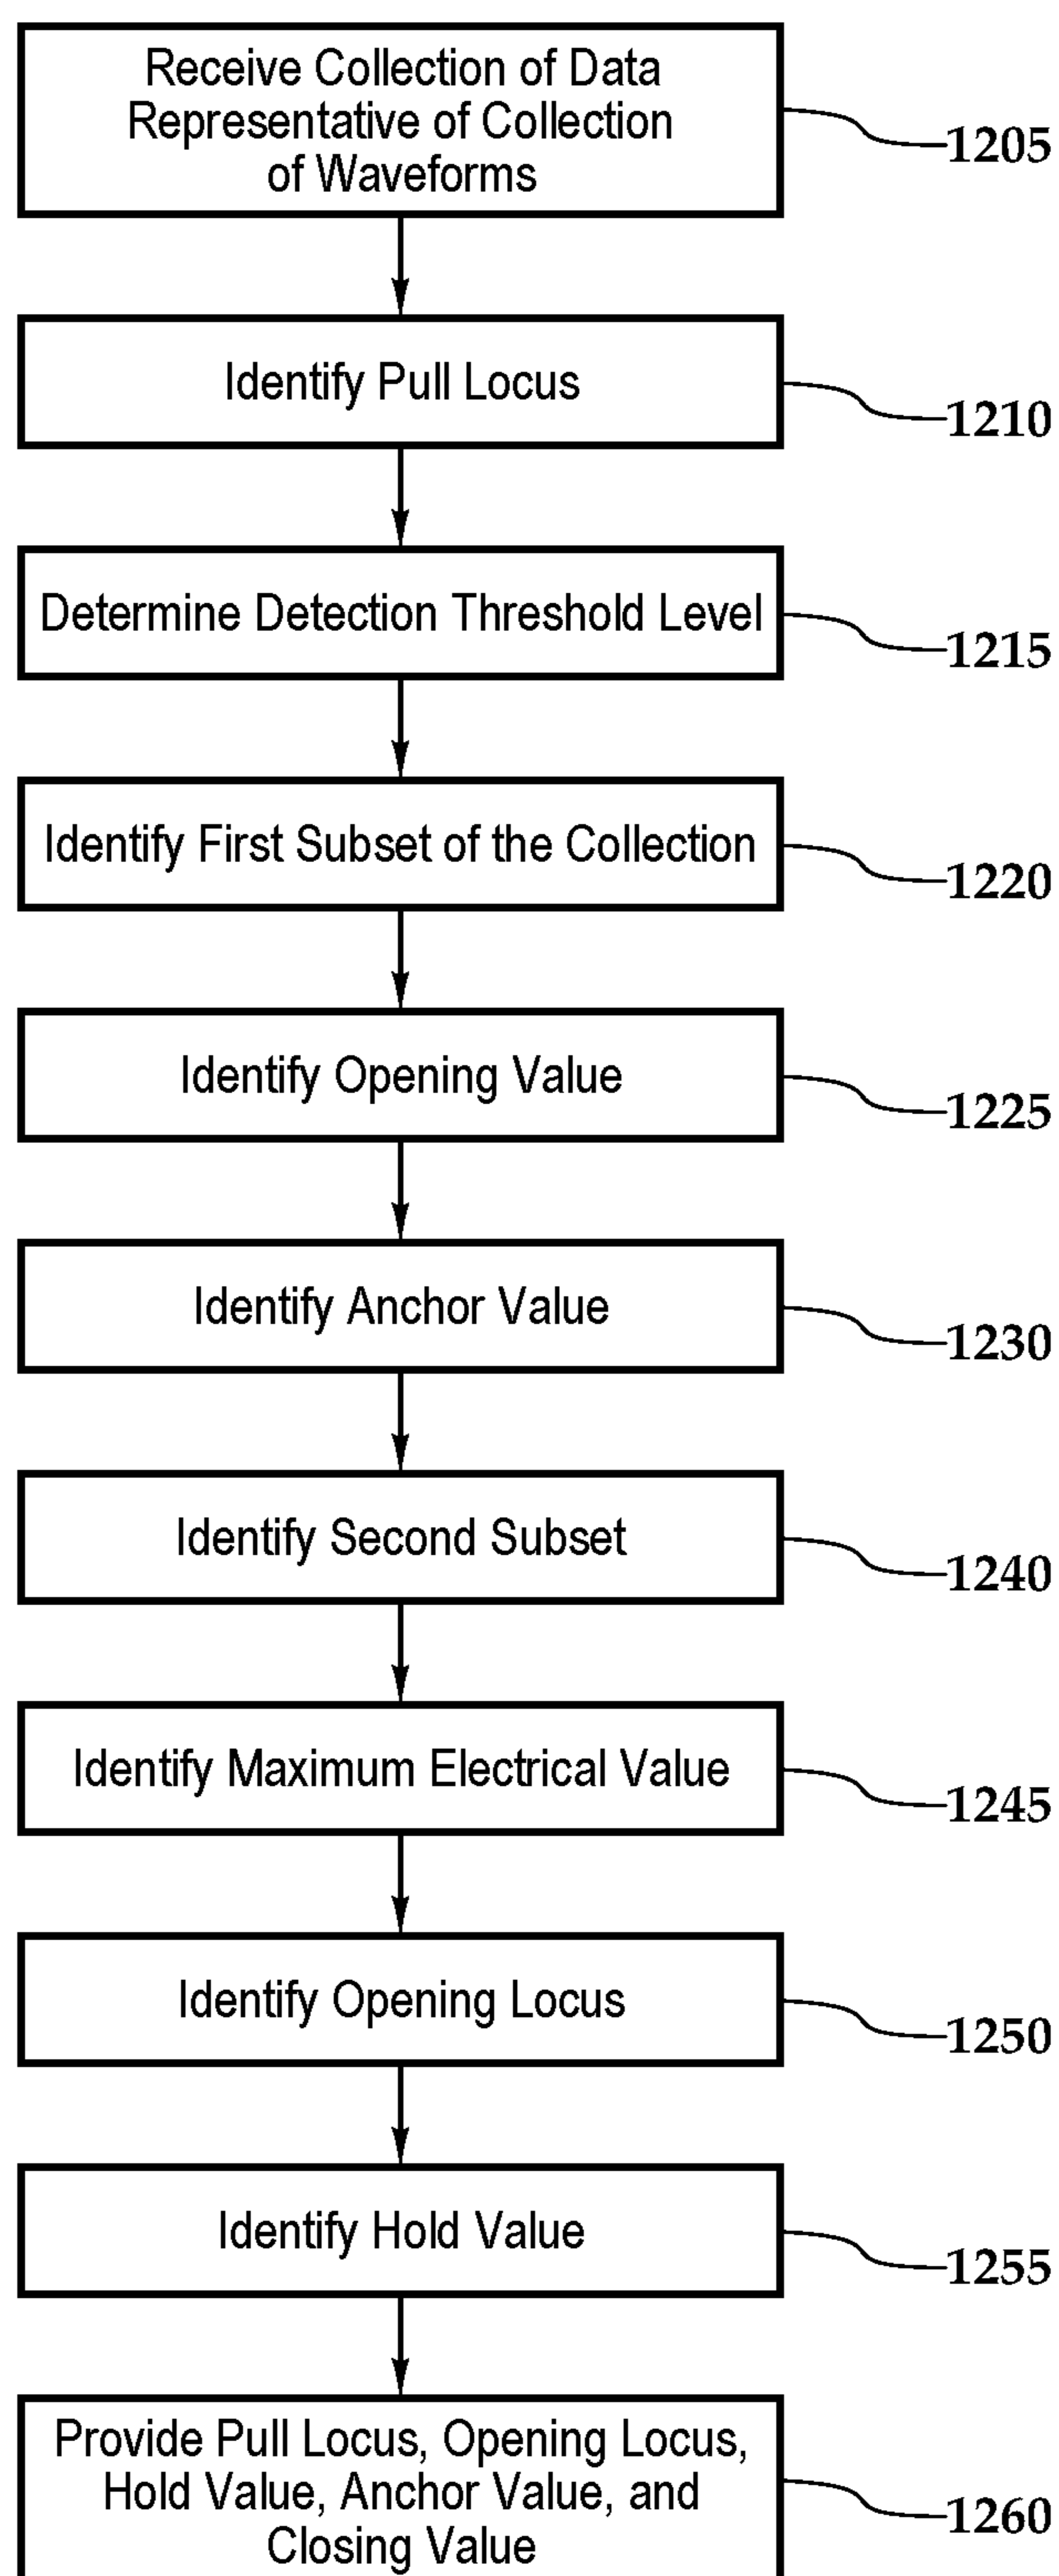 Receive Collection of Data
Representative of Collection
of Waveforms
1205
Identify Pull Locus
1210
Determine Detection Threshold Level
1215
Identify First Subset of the Collection
1220
Identify Opening Value
1225
Identify Anchor Value
1230
Identify Second Subset
1240
Identify Maximum Electrical Value
1245
Identify Opening Locus
1250
Identify Hold Value
1255
Provide Pull Locus, Opening Locus,
Hold Value, Anchor Value, and
Closing Value
1260